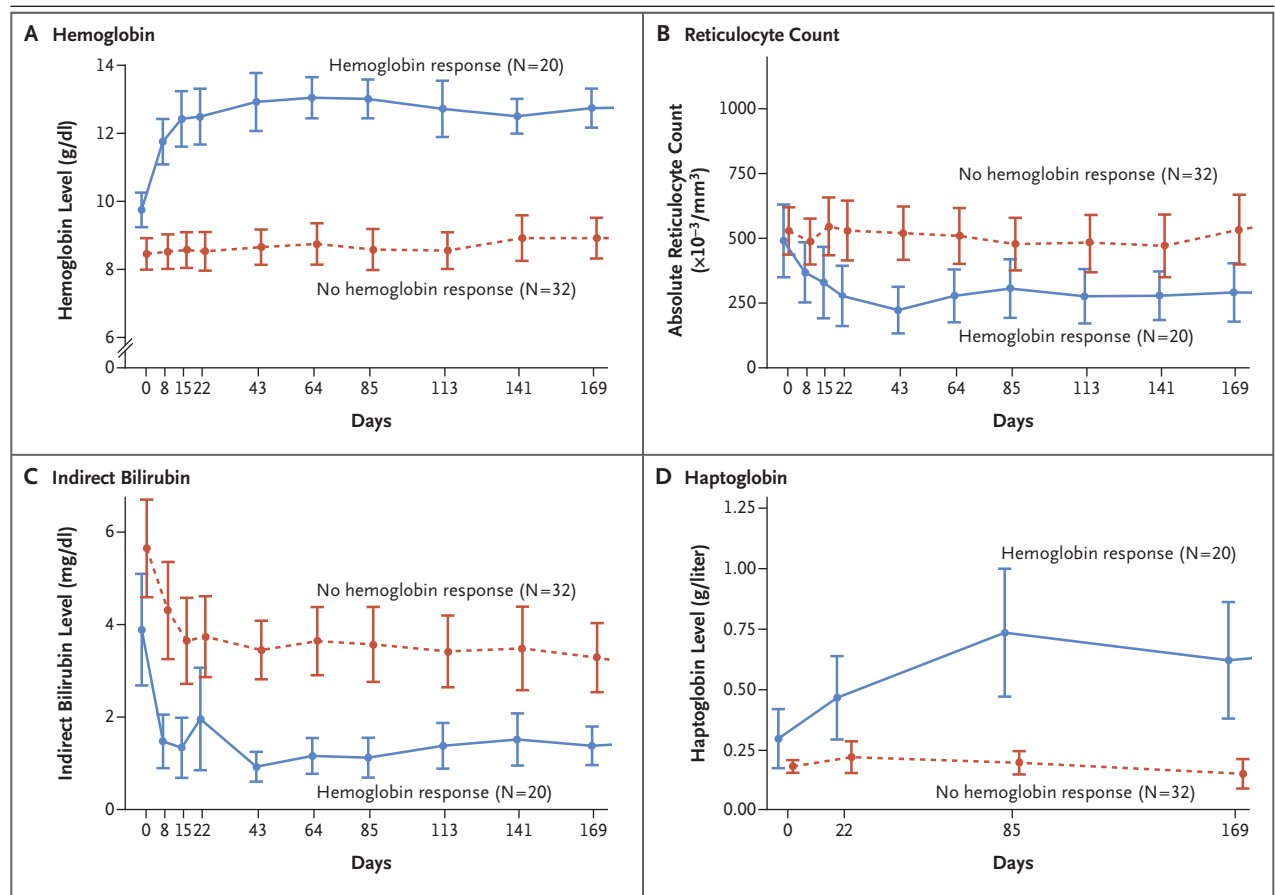 A Hemoglobin
Hemoglobin Level (g/dl)
14
12
10
8
6
0
Hemoglobin response (N=20)
No hemoglobin response (N=32)
0 8 15 22 43 64 85 113 141 169
Days
B Reticulocyte Count
Absolute Reticulocyte Count
(×10⁻³/mm³)
1000
750
500
250
0
No hemoglobin response (N=32)
Hemoglobin response (N=20)
0 8 15 22 43 64 85 113 141 169
Days
C Indirect Bilirubin
Indirect Bilirubin Level (mg/dl)
6
4
2
0
No hemoglobin response (N=32)
Hemoglobin response (N=20)
0 8 15 22 43 64 85 113 141 169
Days
D Haptoglobin
Haptoglobin Level (g/liter)
1.25
1.00
0.75
0.50
0.25
0.00
Hemoglobin response (N=20)
No hemoglobin response (N=32)
0 22 85 169
Days